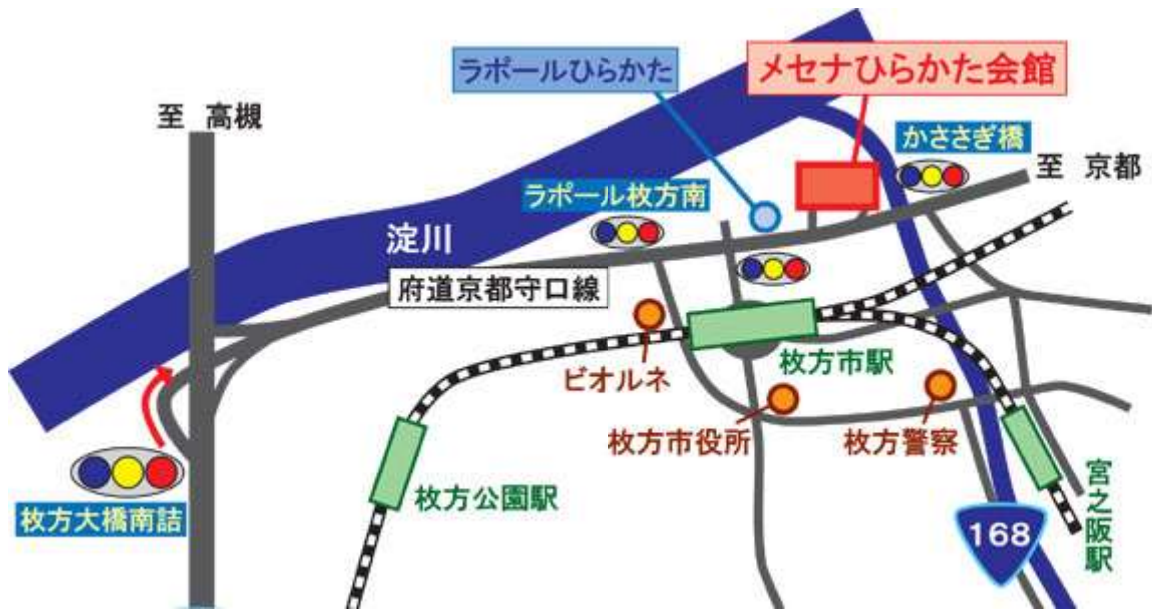 ラポールひらかた
メセナひらかた会館
至 高槻
かささぎ橋
至 京都
ラポール枚方南
淀川
府道京都守口線
枚方市駅
ビオルネ
枚方市役所
枚方警察
枚方公園駅
宮之阪駅
枚方大橋南詰
168